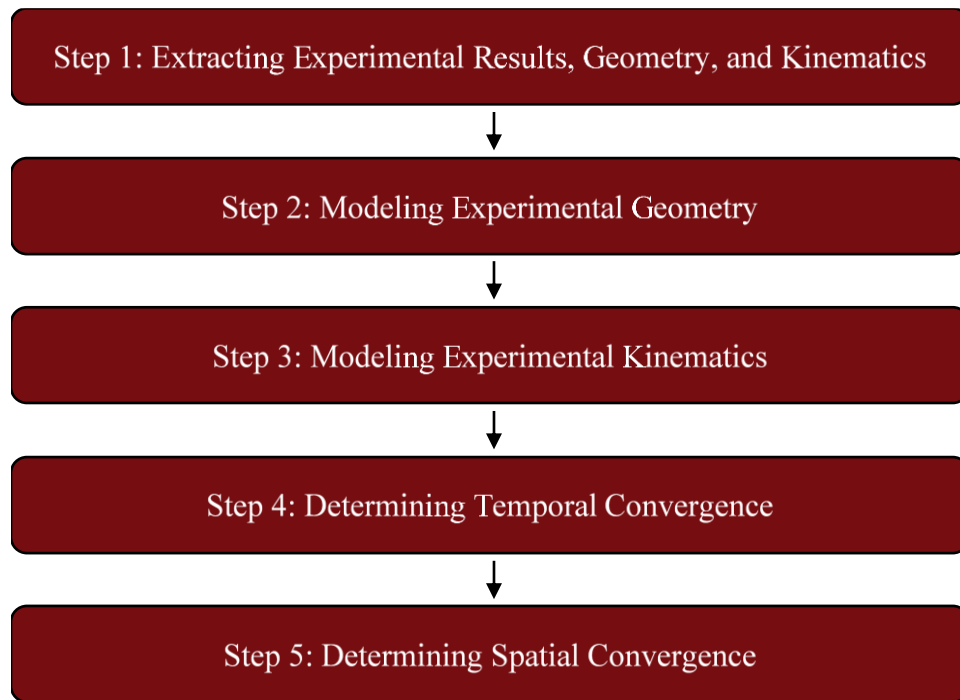 Step 1: Extracting Experimental Results, Geometry, and Kinematics
Step 2: Modeling Experimental Geometry
Step 3: Modeling Experimental Kinematics
Step 4: Determining Temporal Convergence
Step 5: Determining Spatial Convergence